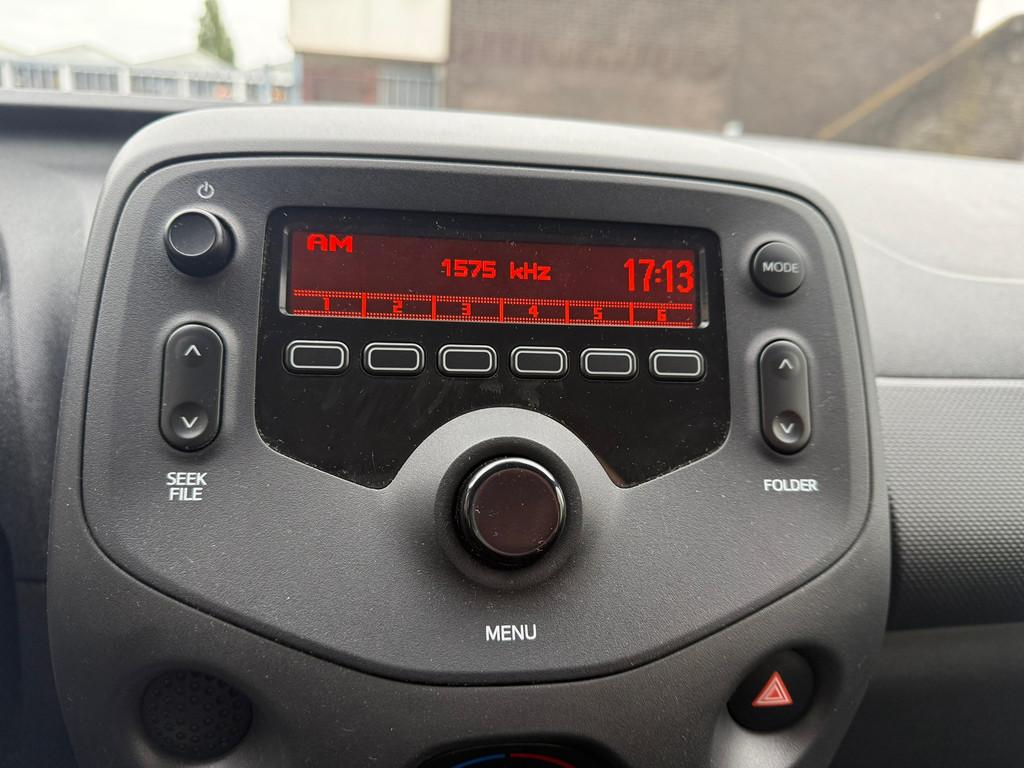 AM
1575 kHz
17:13
1 2 3 4 5 6
MODE
SEEK
FILE
FOLDER
MENU